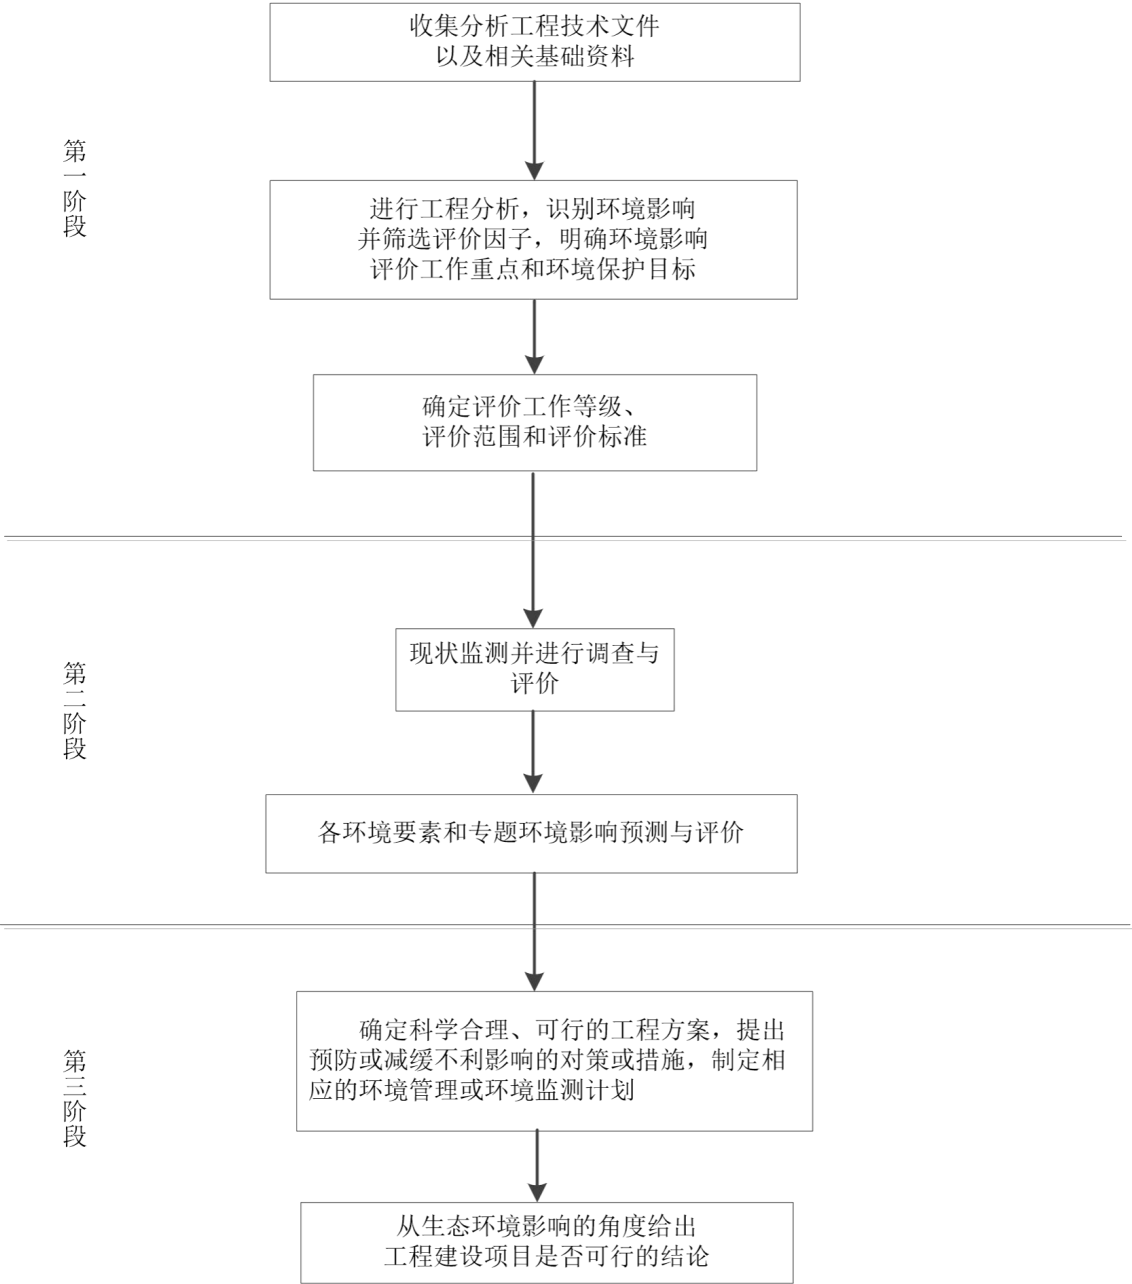 收集分析工程技术文件
以及相关基础资料
第一阶段
进行工程分析，识别环境影响
并筛选评价因子，明确环境影响
评价工作重点和环境保护目标
确定评价工作等级、
评价范围和评价标准
现状监测并进行调查与
评价
第二阶段
各环境要素和专题环境影响预测与评价
确定科学合理、可行的工程方案，提出
预防或减缓不利影响的对策或措施，制定相
应的环境管理或环境监测计划
第三阶段
从生态环境影响的角度给出
工程建设项目是否可行的结论